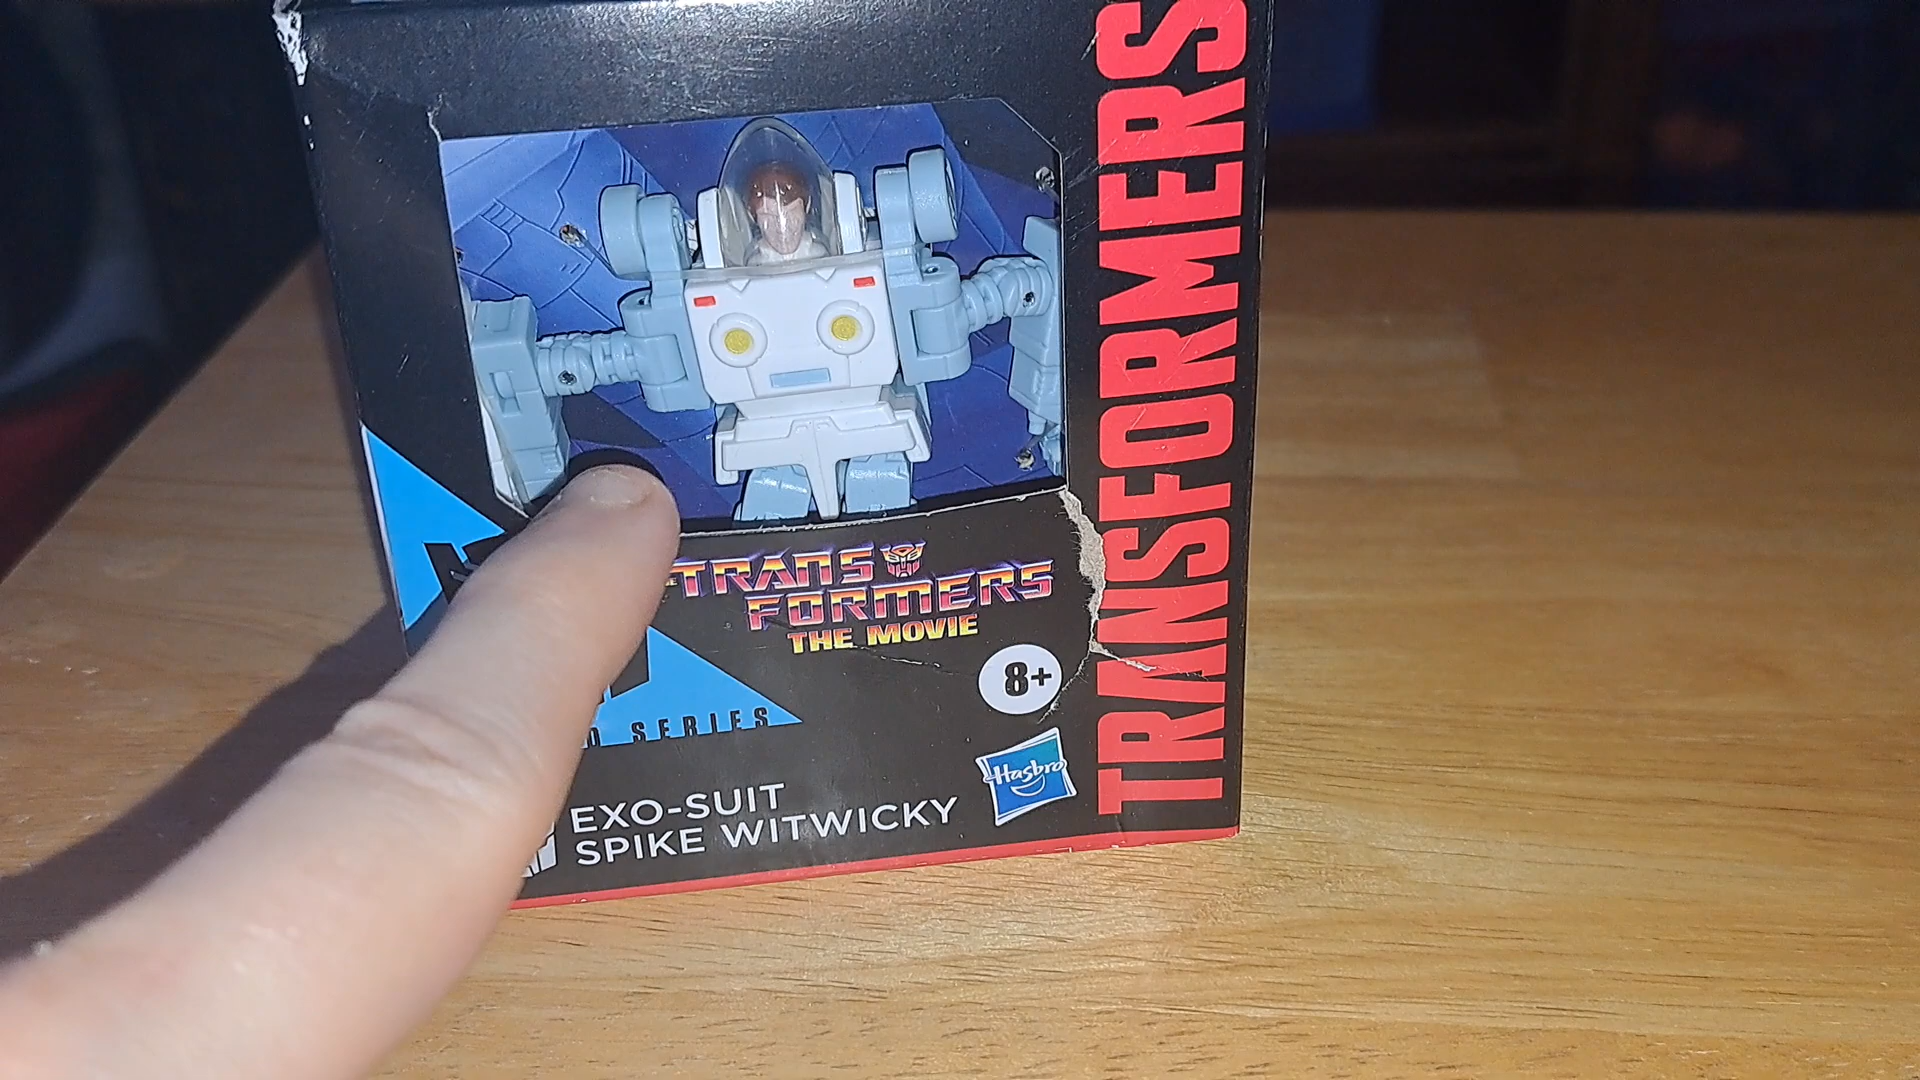 TRANSFORMERS
TRANS
FORMERS
THE MOVIE
8+
SERIES
Hasbro
EXO-SUIT
SPIKE WITWICKY